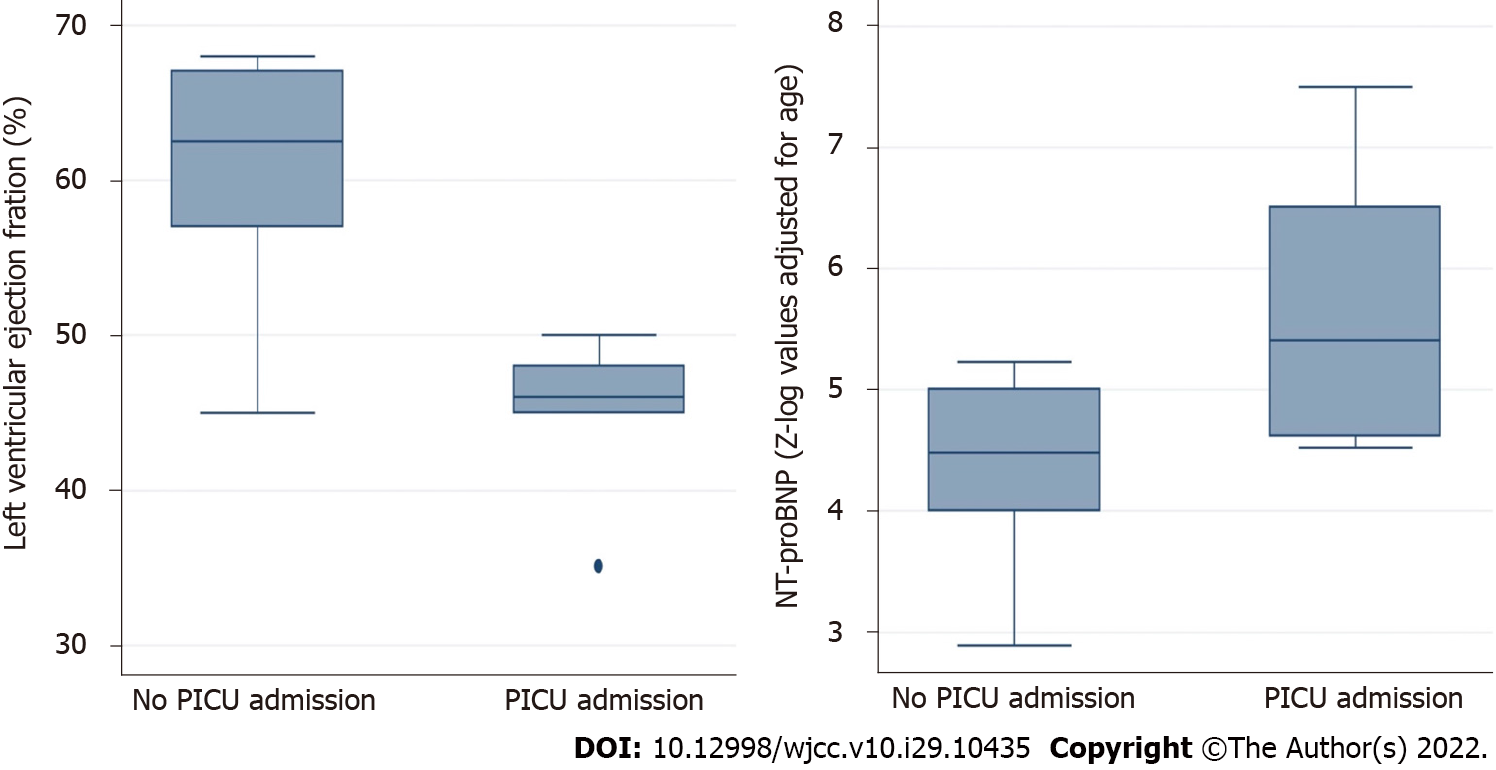 Left ventricular ejection fration (%)
70
60
50
40
30
No PICU admission
PICU admission
NT-proBNP (Z-log values adjusted for age)
8
7
6
5
4
3
No PICU admission
PICU admission
DOI: 10.12998/wjcc.v10.i29.10435 Copyright ©The Author(s) 2022.